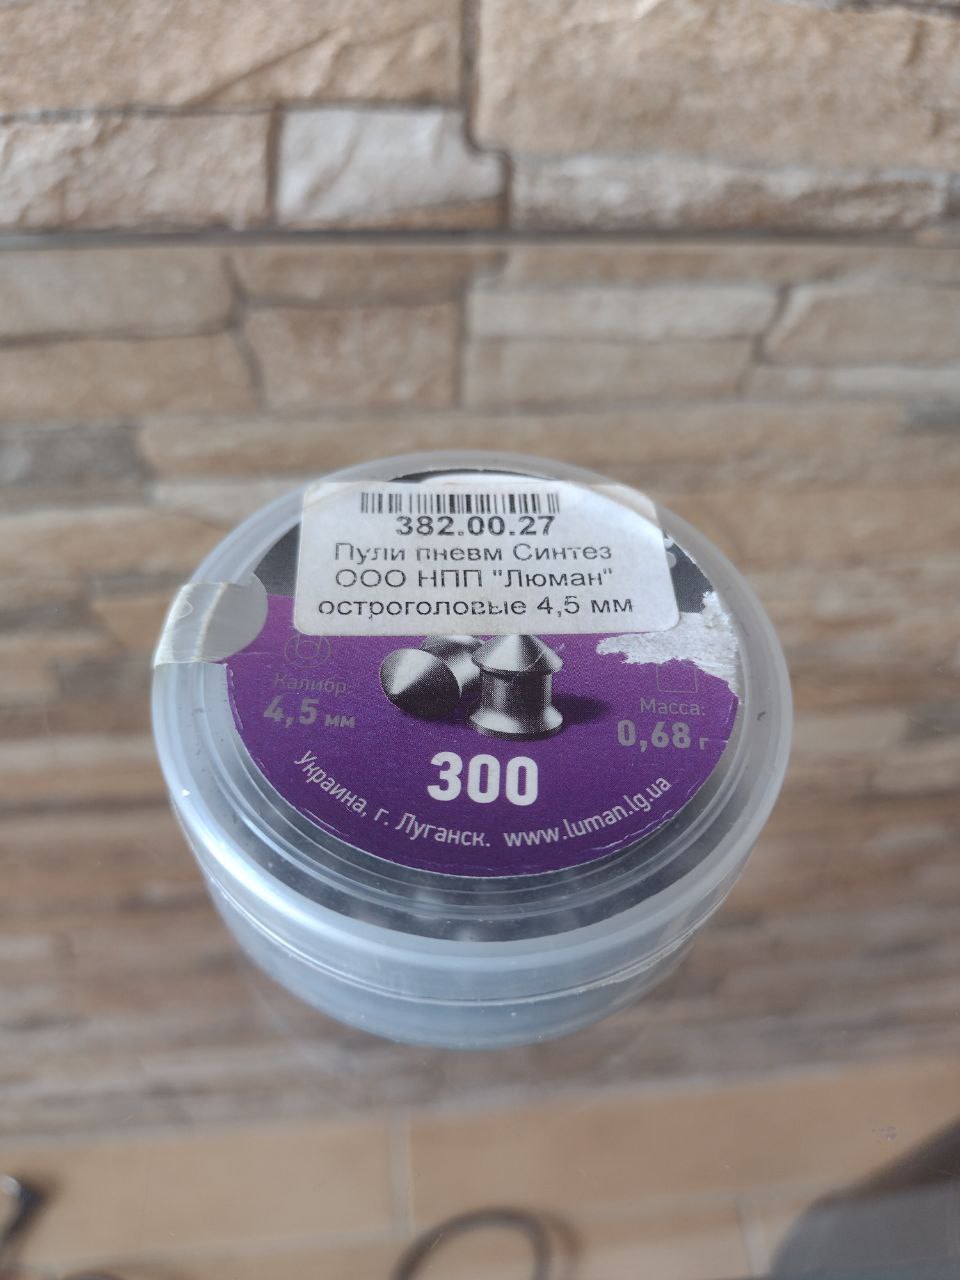 382.00.27
Пули пневм Синтез
ООО НПП "Люман"
остроголовые 4,5 мм
Калибр:
4,5 мм
Масса:
0,68 г
300
Украина, г. Луганск. www.luman.lg.ua